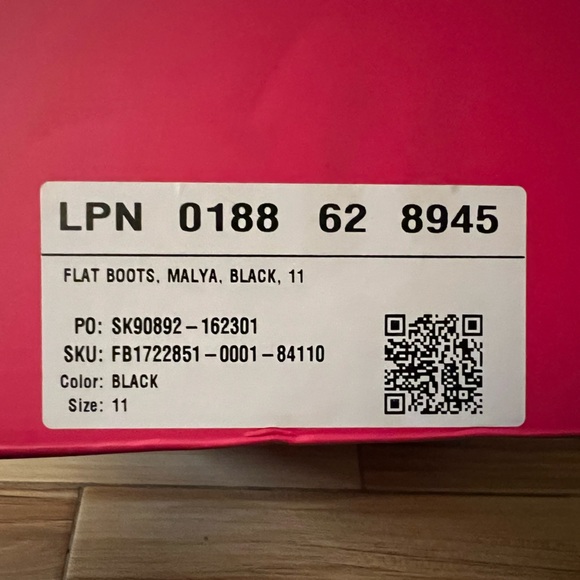 LPN 0188 62 8945
FLAT BOOTS, MALYA, BLACK, 11
PO: SK90892-162301
SKU: FB1722851-0001-84110
Color: BLACK
Size: 11